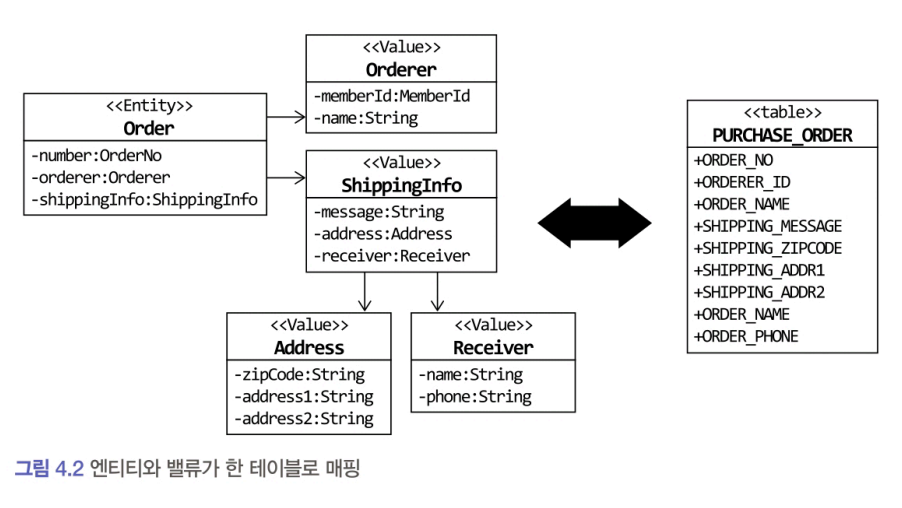 <<Value>>
Orderer
-memberId:MemberId
-name:String
<<Entity>>
Order
-number:OrderNo
-orderer:Orderer
-shippingInfo:ShippingInfo
<<Value>>
ShippingInfo
-message:String
-address:Address
-receiver:Receiver
<<Value>>
Address
-zipCode:String
-address1:String
-address2:String
<<Value>>
Receiver
-name:String
-phone:String
<<table>>
PURCHASE_ORDER
+ORDER_NO
+ORDERER_ID
+ORDER_NAME
+SHIPPING_MESSAGE
+SHIPPING_ZIPCODE
+SHIPPING_ADDR1
+SHIPPING_ADDR2
+ORDER_NAME
+ORDER_PHONE
그림 4.2 엔티티와 밸류가 한 테이블로 매핑